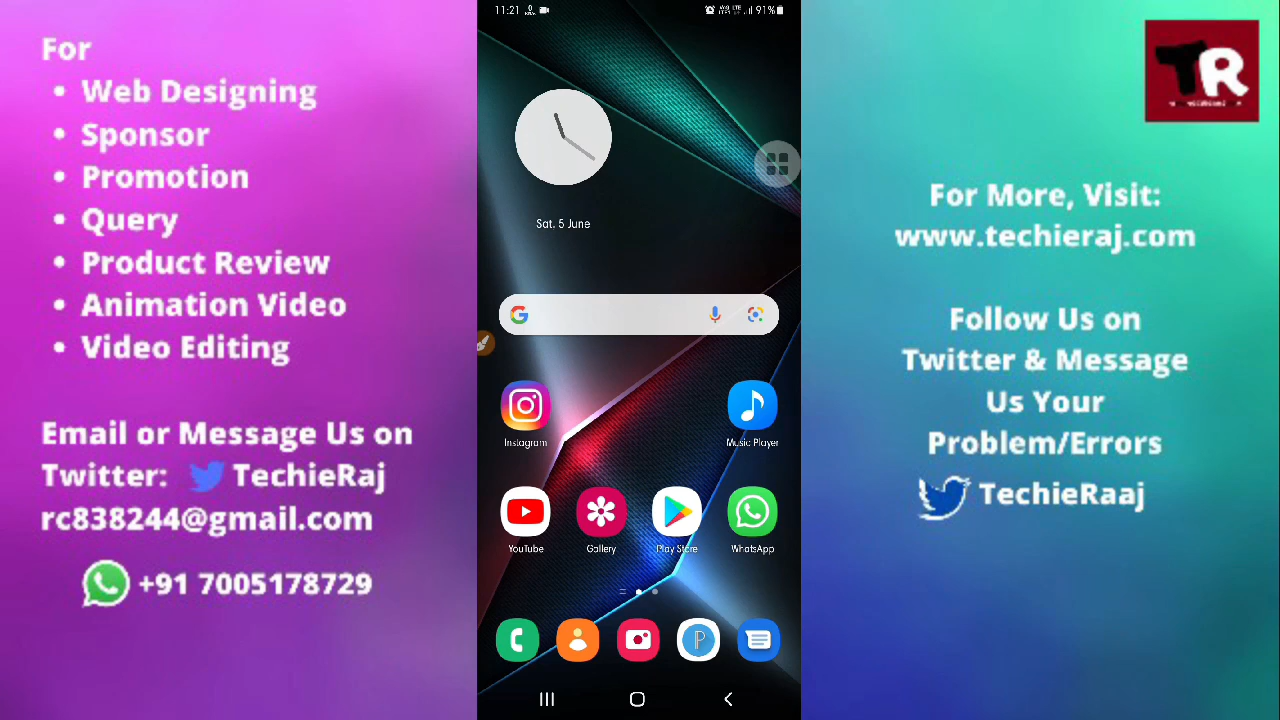 For
• Web Designing
• Sponsor
• Promotion
• Query
• Product Review
• Animation Video
• Video Editing
Email or Message Us on
Twitter: TechieRaj
rc838244@gmail.com
+91 7005178729
11:21
91%
Sat, 5 June
Instagram
Music Player
YouTube
Gallery
Play Store
WhatsApp
TR
For More, Visit:
www.techieraj.com
Follow Us on
Twitter & Message
Us Your
Problem/Errors
TechieRaaj